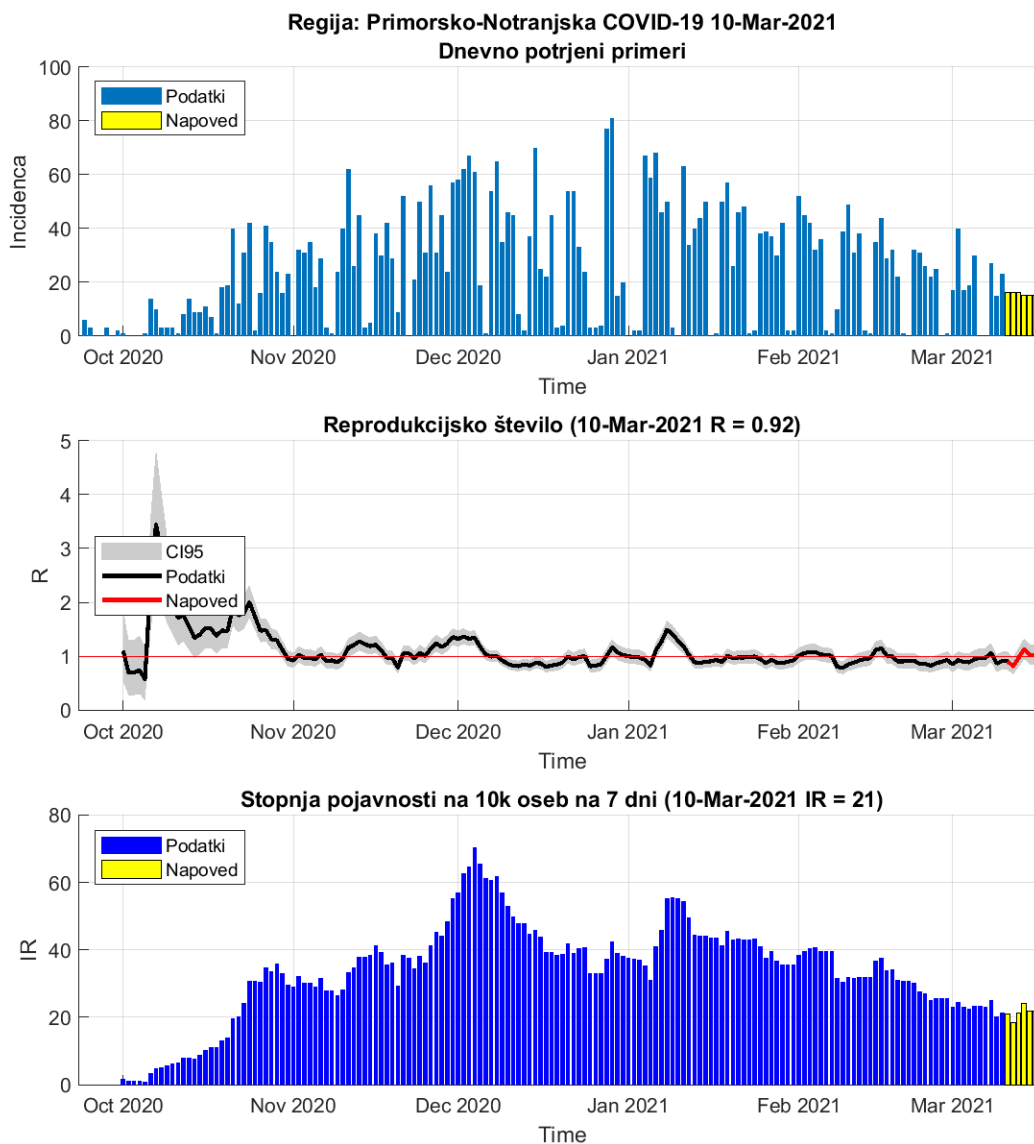 Regija: Primorsko-Notranjska COVID-19 10-Mar-2021
Dnevno potrjeni primeri
100
80
60
40
20
0
Incidenca
Podatki
Napoved
Oct 2020 Nov 2020 Dec 2020 Jan 2021 Feb 2021 Mar 2021
Time
Reprodukcijsko število (10-Mar-2021 R = 0.92)
5
4
3
2
1
0
R
CI95
Podatki
Napoved
Oct 2020 Nov 2020 Dec 2020 Jan 2021 Feb 2021 Mar 2021
Time
Stopnja pojavnosti na 10k oseb na 7 dni (10-Mar-2021 IR = 21)
80
60
40
20
0
IR
Podatki
Napoved
Oct 2020 Nov 2020 Dec 2020 Jan 2021 Feb 2021 Mar 2021
Time